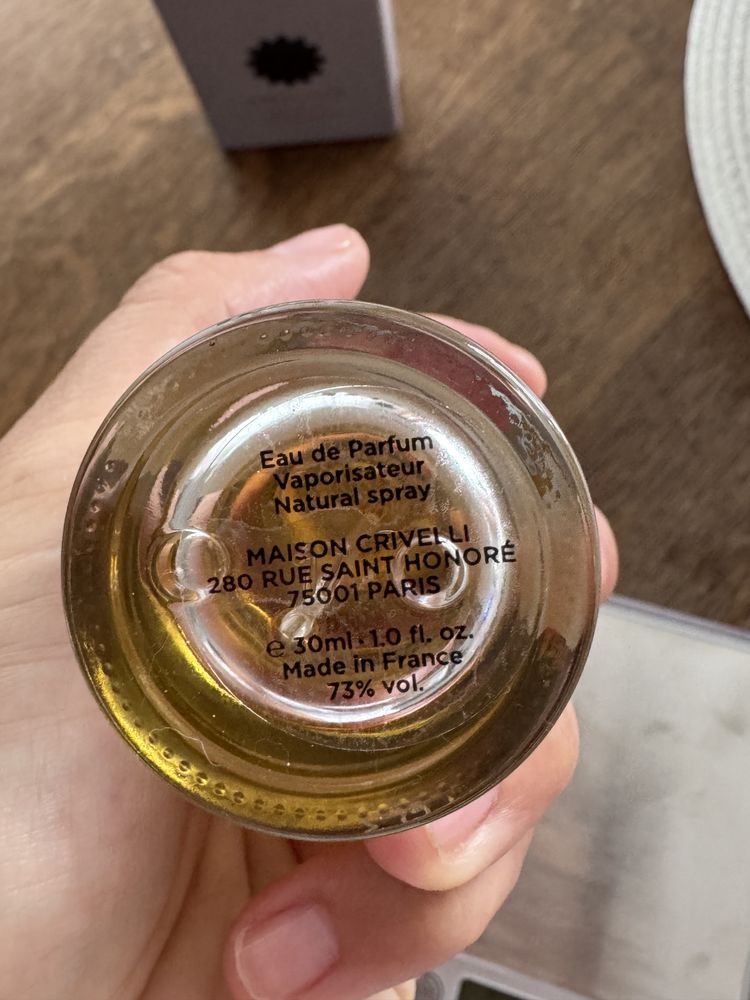 Eau de Parfum
Vaporisateur
Natural spray
MAISON CRIVELLI
280 RUE SAINT HONORÉ
75001 PARIS
℮ 30ml · 1.0 fl. oz.
Made in France
73% vol.